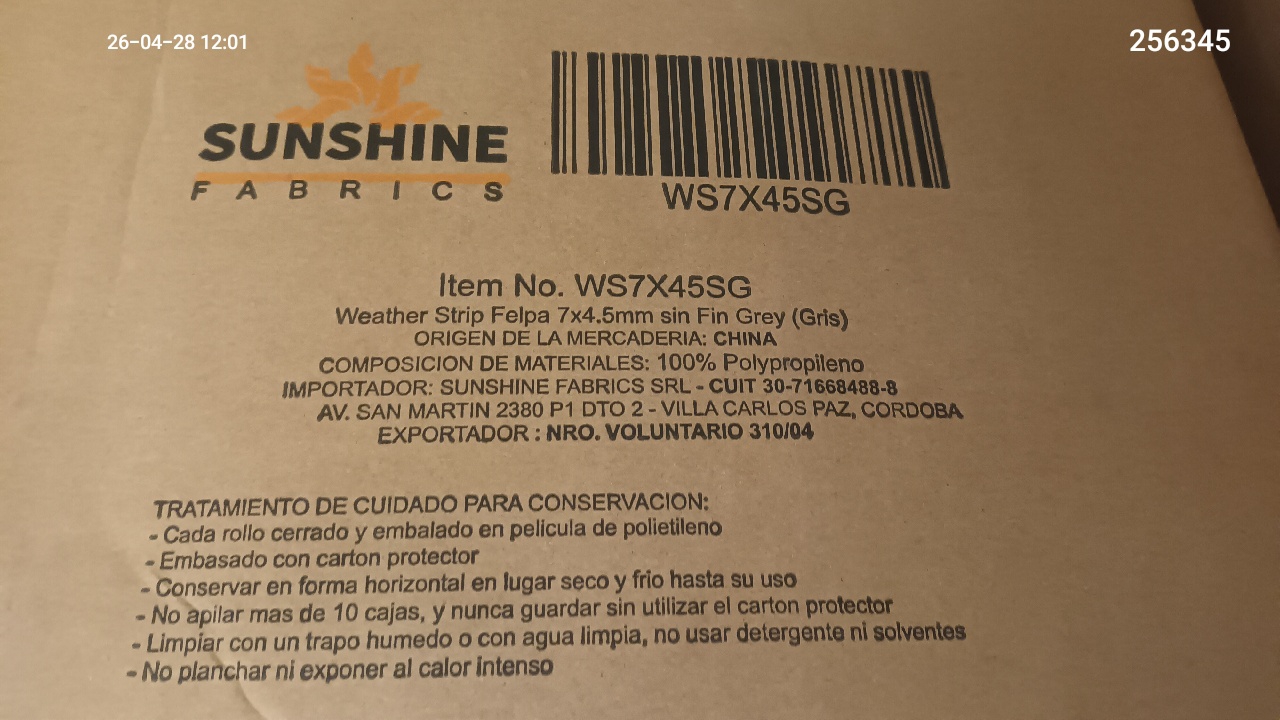 26-04-28 12:01
256345
SUNSHINE
FABRICS
WS7X45SG
Item No. WS7X45SG
Weather Strip Felpa 7x4.5mm sin Fin Grey (Gris)
ORIGEN DE LA MERCADERIA: CHINA
COMPOSICION DE MATERIALES: 100% Polypropileno
IMPORTADOR: SUNSHINE FABRICS SRL - CUIT 30-71668488-8
AV. SAN MARTIN 2380 P1 DTO 2 - VILLA CARLOS PAZ, CORDOBA
EXPORTADOR : NRO. VOLUNTARIO 310/04
TRATAMIENTO DE CUIDADO PARA CONSERVACION:
- Cada rollo cerrado y embalado en pelicula de polietileno
- Embasado con carton protector
- Conservar en forma horizontal en lugar seco y frio hasta su uso
- No apilar mas de 10 cajas, y nunca guardar sin utilizar el carton protector
- Limpiar con un trapo humedo o con agua limpia, no usar detergente ni solventes
- No planchar ni exponer al calor intenso